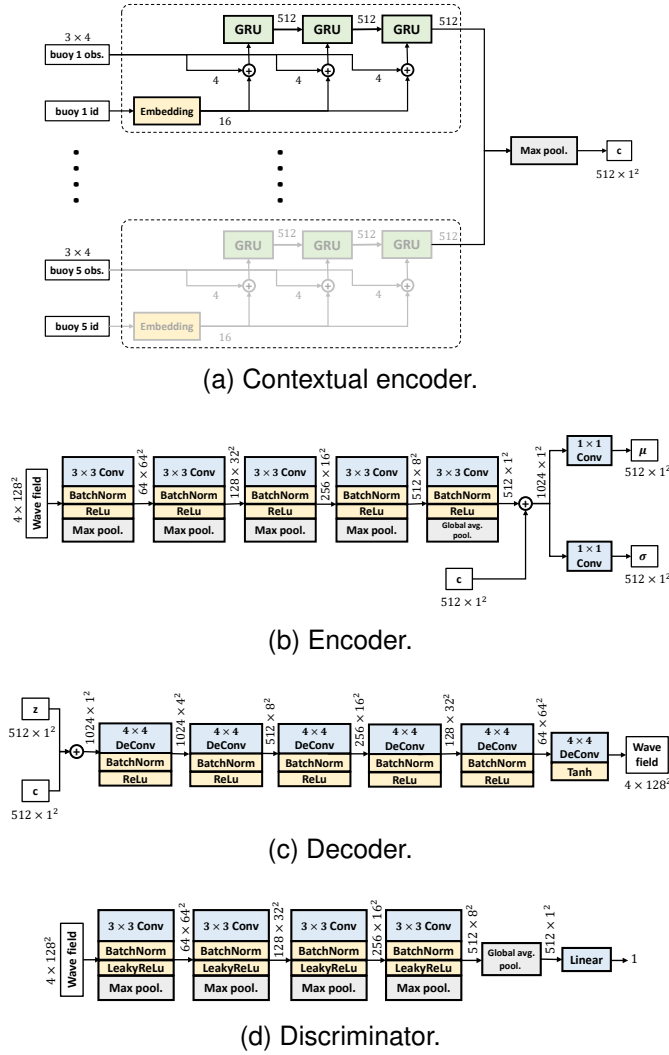 512 512 512
GRU GRU GRU
3 × 4
buoy 1 obs.
4 4 4
buoy 1 id Embedding
16
Max pool. c
512 × 1²
512 512 512
GRU GRU GRU
3 × 4
buoy 5 obs.
4 4 4
buoy 5 id Embedding
16
(a) Contextual encoder.
4 × 128²
Wave field
3 × 3 Conv
BatchNorm
ReLu
Max pool.
64 × 64²
3 × 3 Conv
BatchNorm
ReLu
Max pool.
128 × 32²
3 × 3 Conv
BatchNorm
ReLu
Max pool.
256 × 16²
3 × 3 Conv
BatchNorm
ReLu
Max pool.
512 × 8²
3 × 3 Conv
BatchNorm
ReLu
Global avg.
pool.
512 × 1²
c
512 × 1²
1024 × 1²
1 × 1
Conv
μ
512 × 1²
1 × 1
Conv
σ
512 × 1²
(b) Encoder.
z
512 × 1²
c
512 × 1²
1024 × 1²
4 × 4
DeConv
BatchNorm
ReLu
1024 × 4²
4 × 4
DeConv
BatchNorm
ReLu
512 × 8²
4 × 4
DeConv
BatchNorm
ReLu
256 × 16²
4 × 4
DeConv
BatchNorm
ReLu
128 × 32²
4 × 4
DeConv
BatchNorm
ReLu
64 × 64²
4 × 4
DeConv
Tanh
Wave
field
4 × 128²
(c) Decoder.
4 × 128²
Wave field
3 × 3 Conv
BatchNorm
LeakyReLu
Max pool.
64 × 64²
3 × 3 Conv
BatchNorm
LeakyReLu
Max pool.
128 × 32²
3 × 3 Conv
BatchNorm
LeakyReLu
Max pool.
256 × 16²
3 × 3 Conv
BatchNorm
LeakyReLu
Max pool.
512 × 8²
Global avg.
pool.
512 × 1²
Linear
1
(d) Discriminator.